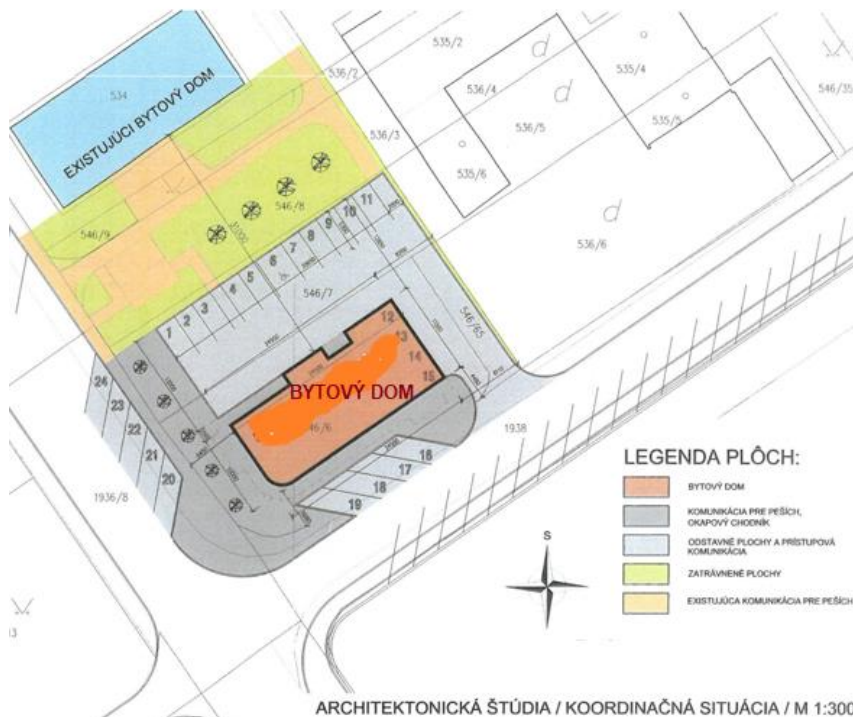 535/2
536/2
535/4
534
536/4
546/35
EXISTUJÚCI BYTOVÝ DOM
d
d
536/3
536/5
535/5
535/6
546/8
546/9
31000
d
536/6
11
10
9
8
7
6
5
4
3
2
1
546/7
546/65
12
13
14
15
BYTOVÝ DOM
46/6
24
23
22
21
20
16
17
18
19
1938
1936/8
LEGENDA PLÔCH:
BYTOVÝ DOM
KOMUNIKÁCIA PRE PEŠÍCH,
OKAPOVÝ CHODNÍK
ODSTAVNÉ PLOCHY A PRÍSTUPOVÁ
KOMUNIKÁCIA
ZATRÁVNENÉ PLOCHY
EXISTUJÚCA KOMUNIKÁCIA PRE PEŠÍCH
S
ARCHITEKTONICKÁ ŠTÚDIA / KOORDINAČNÁ SITUÁCIA / M 1:300